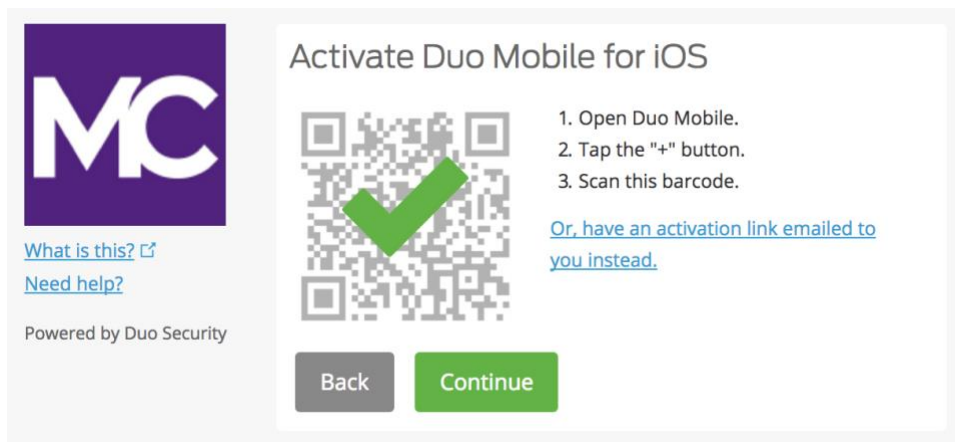 MC
What is this?
Need help?
Powered by Duo Security
Activate Duo Mobile for iOS
1. Open Duo Mobile.
2. Tap the "+" button.
3. Scan this barcode.
Or, have an activation link emailed to
you instead.
Back
Continue